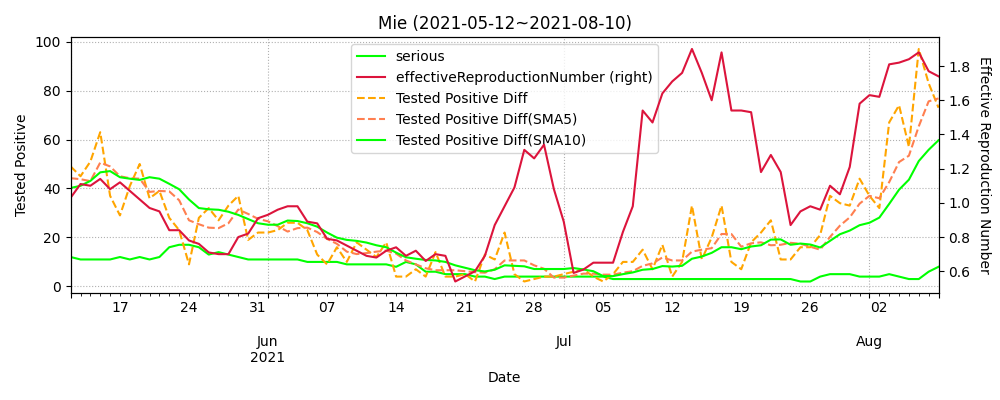 Mie (2021-05-12~2021-08-10)
serious
effectiveReproductionNumber (right)
Tested Positive Diff
Tested Positive Diff(SMA5)
Tested Positive Diff(SMA10)
Tested Positive
100
80
60
40
20
0
Effective Reproduction Number
1.8
1.6
1.4
1.2
1.0
0.8
0.6
17 24 31 07 14 21 28 05 12 19 26 02
Jun Jul Aug
2021
Date